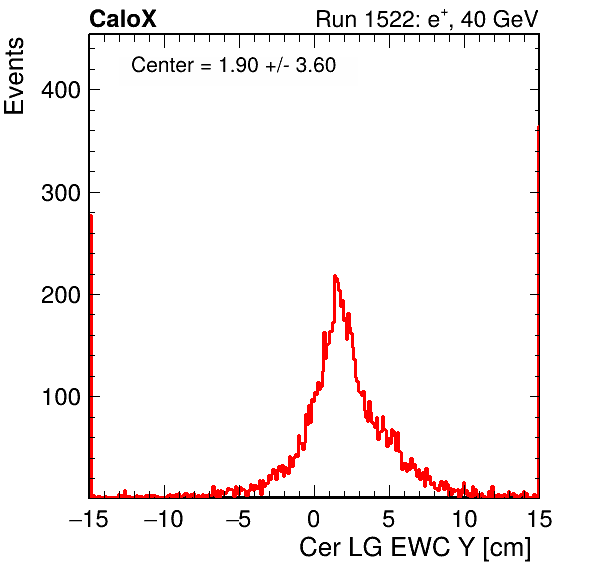 CaloX Run 1522: e⁺, 40 GeV
Center = 1.90 +/- 3.60
Events
400
300
200
100
−15 −10 −5 0 5 10 15
Cer LG EWC Y [cm]